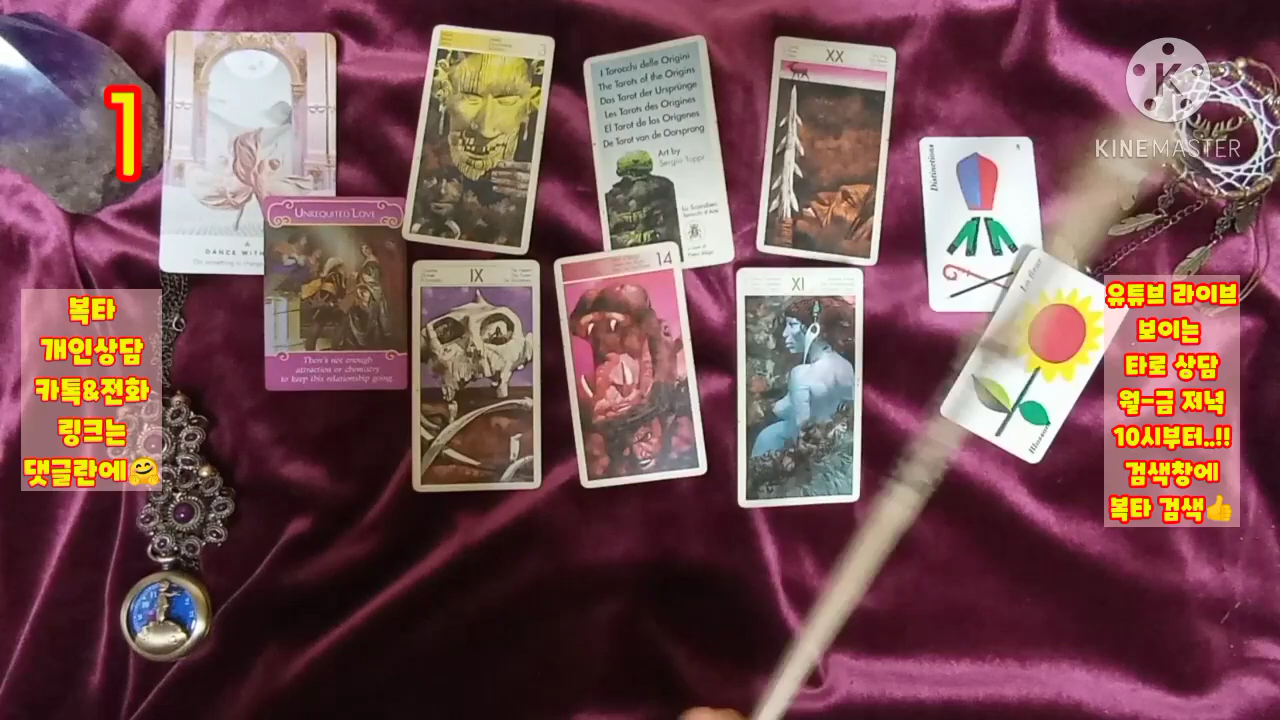 1
복타
개인상담
카톡&전화
링크는
댓글란에🤗
DANCE WITH
UNREQUITED LOVE
There's not enough
attraction or chemistry
to keep this relationship going.
3
IX
I Tarocchi delle Origini
The Tarots of the Origins
Das Tarot der Ursprünge
Les Tarots des Origines
El Tarot de los Orígenes
De Tarot van de Oorsprong
Art by
Sergio Toppi
14
XX
XI
Distinctions
KINEMASTER
유튜브 라이브
보이는
타로 상담
월-금 저녁
10시부터..!!
검색창에
복타 검색👍